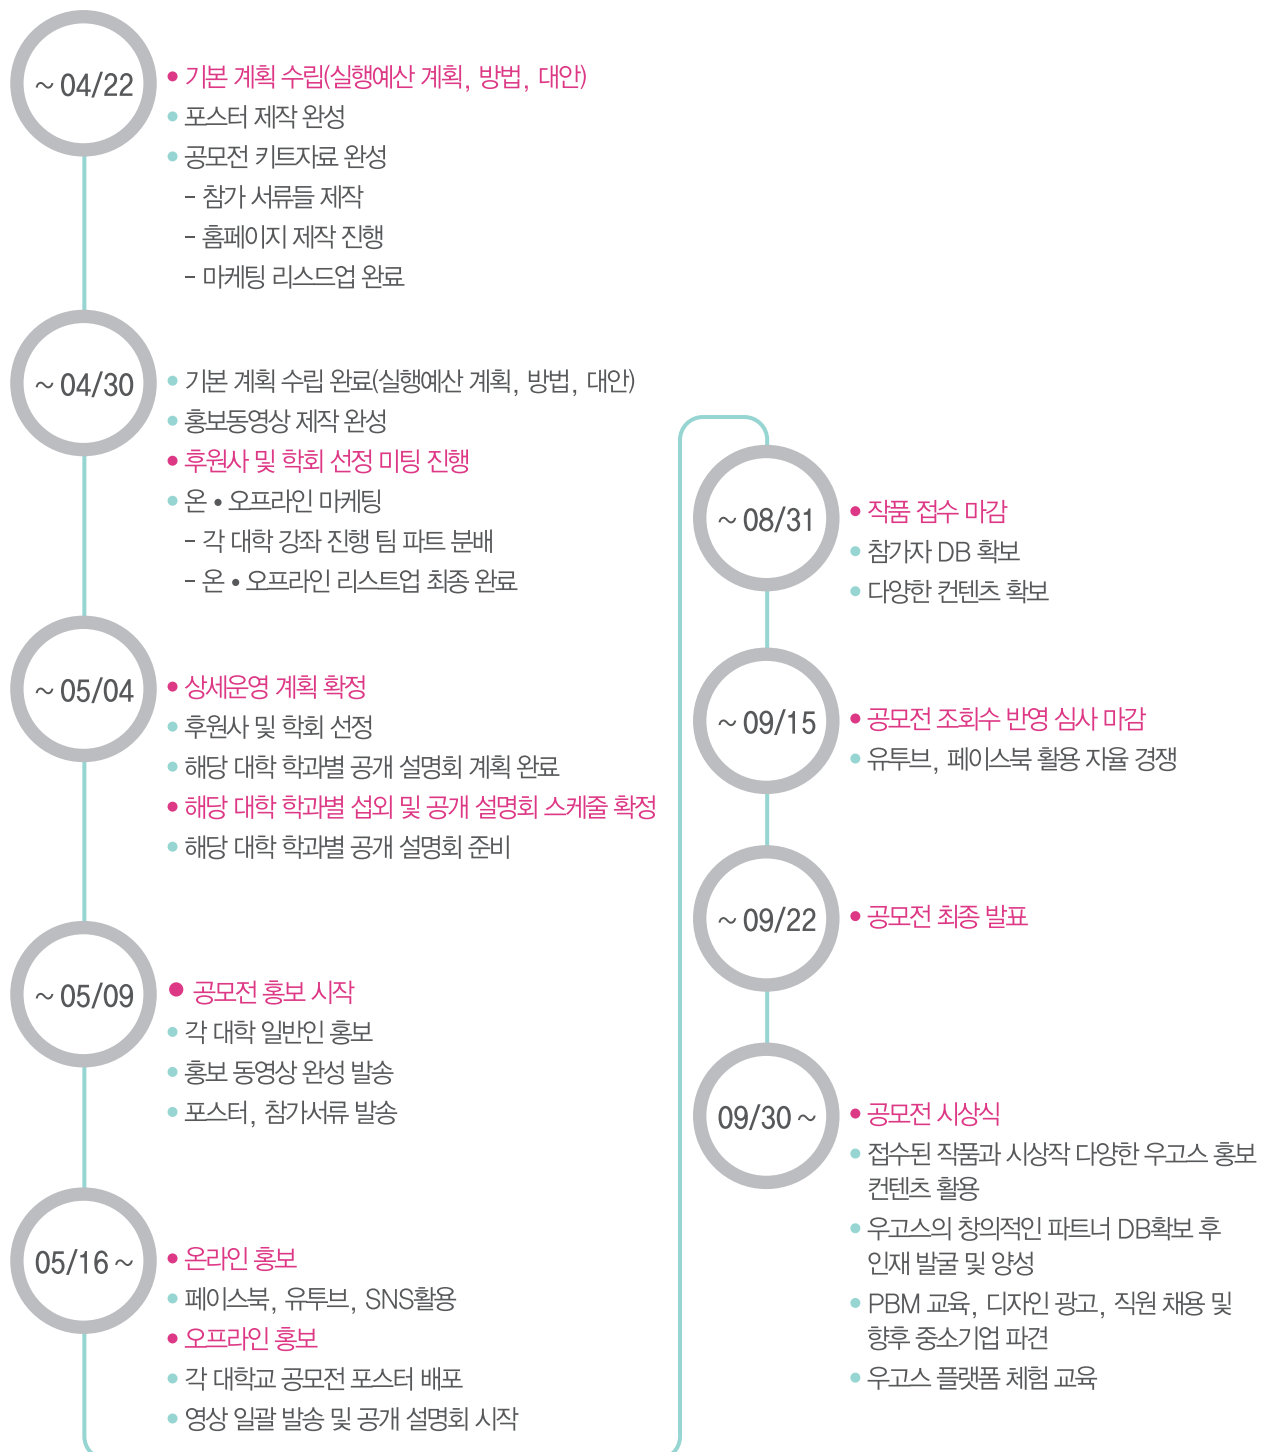 ~ 04/22
• 기본 계획 수립(실행예산 계획, 방법, 대안)
• 포스터 제작 완성
• 공모전 키트자료 완성
- 참가 서류들 제작
- 홈페이지 제작 진행
- 마케팅 리스드업 완료
~ 04/30
• 기본 계획 수립 완료(실행예산 계획, 방법, 대안)
• 홍보동영상 제작 완성
• 후원사 및 학회 선정 미팅 진행
• 온 • 오프라인 마케팅
- 각 대학 강좌 진행 팀 파트 분배
- 온 • 오프라인 리스트업 최종 완료
~ 05/04
• 상세운영 계획 확정
• 후원사 및 학회 선정
• 해당 대학 학과별 공개 설명회 계획 완료
• 해당 대학 학과별 섭외 및 공개 설명회 스케줄 확정
• 해당 대학 학과별 공개 설명회 준비
~ 05/09
• 공모전 홍보 시작
• 각 대학 일반인 홍보
• 홍보 동영상 완성 발송
• 포스터, 참가서류 발송
05/16 ~
• 온라인 홍보
• 페이스북, 유투브, SNS활용
• 오프라인 홍보
• 각 대학교 공모전 포스터 배포
• 영상 일괄 발송 및 공개 설명회 시작
~ 08/31
• 작품 접수 마감
• 참가자 DB 확보
• 다양한 컨텐츠 확보
~ 09/15
• 공모전 조회수 반영 심사 마감
• 유투브, 페이스북 활용 자율 경쟁
~ 09/22
• 공모전 최종 발표
09/30 ~
• 공모전 시상식
• 접수된 작품과 시상작 다양한 우고스 홍보
컨텐츠 활용
• 우고스의 창의적인 파트너 DB확보 후
인재 발굴 및 양성
• PBM 교육, 디자인 광고, 직원 채용 및
향후 중소기업 파견
• 우고스 플랫폼 체험 교육